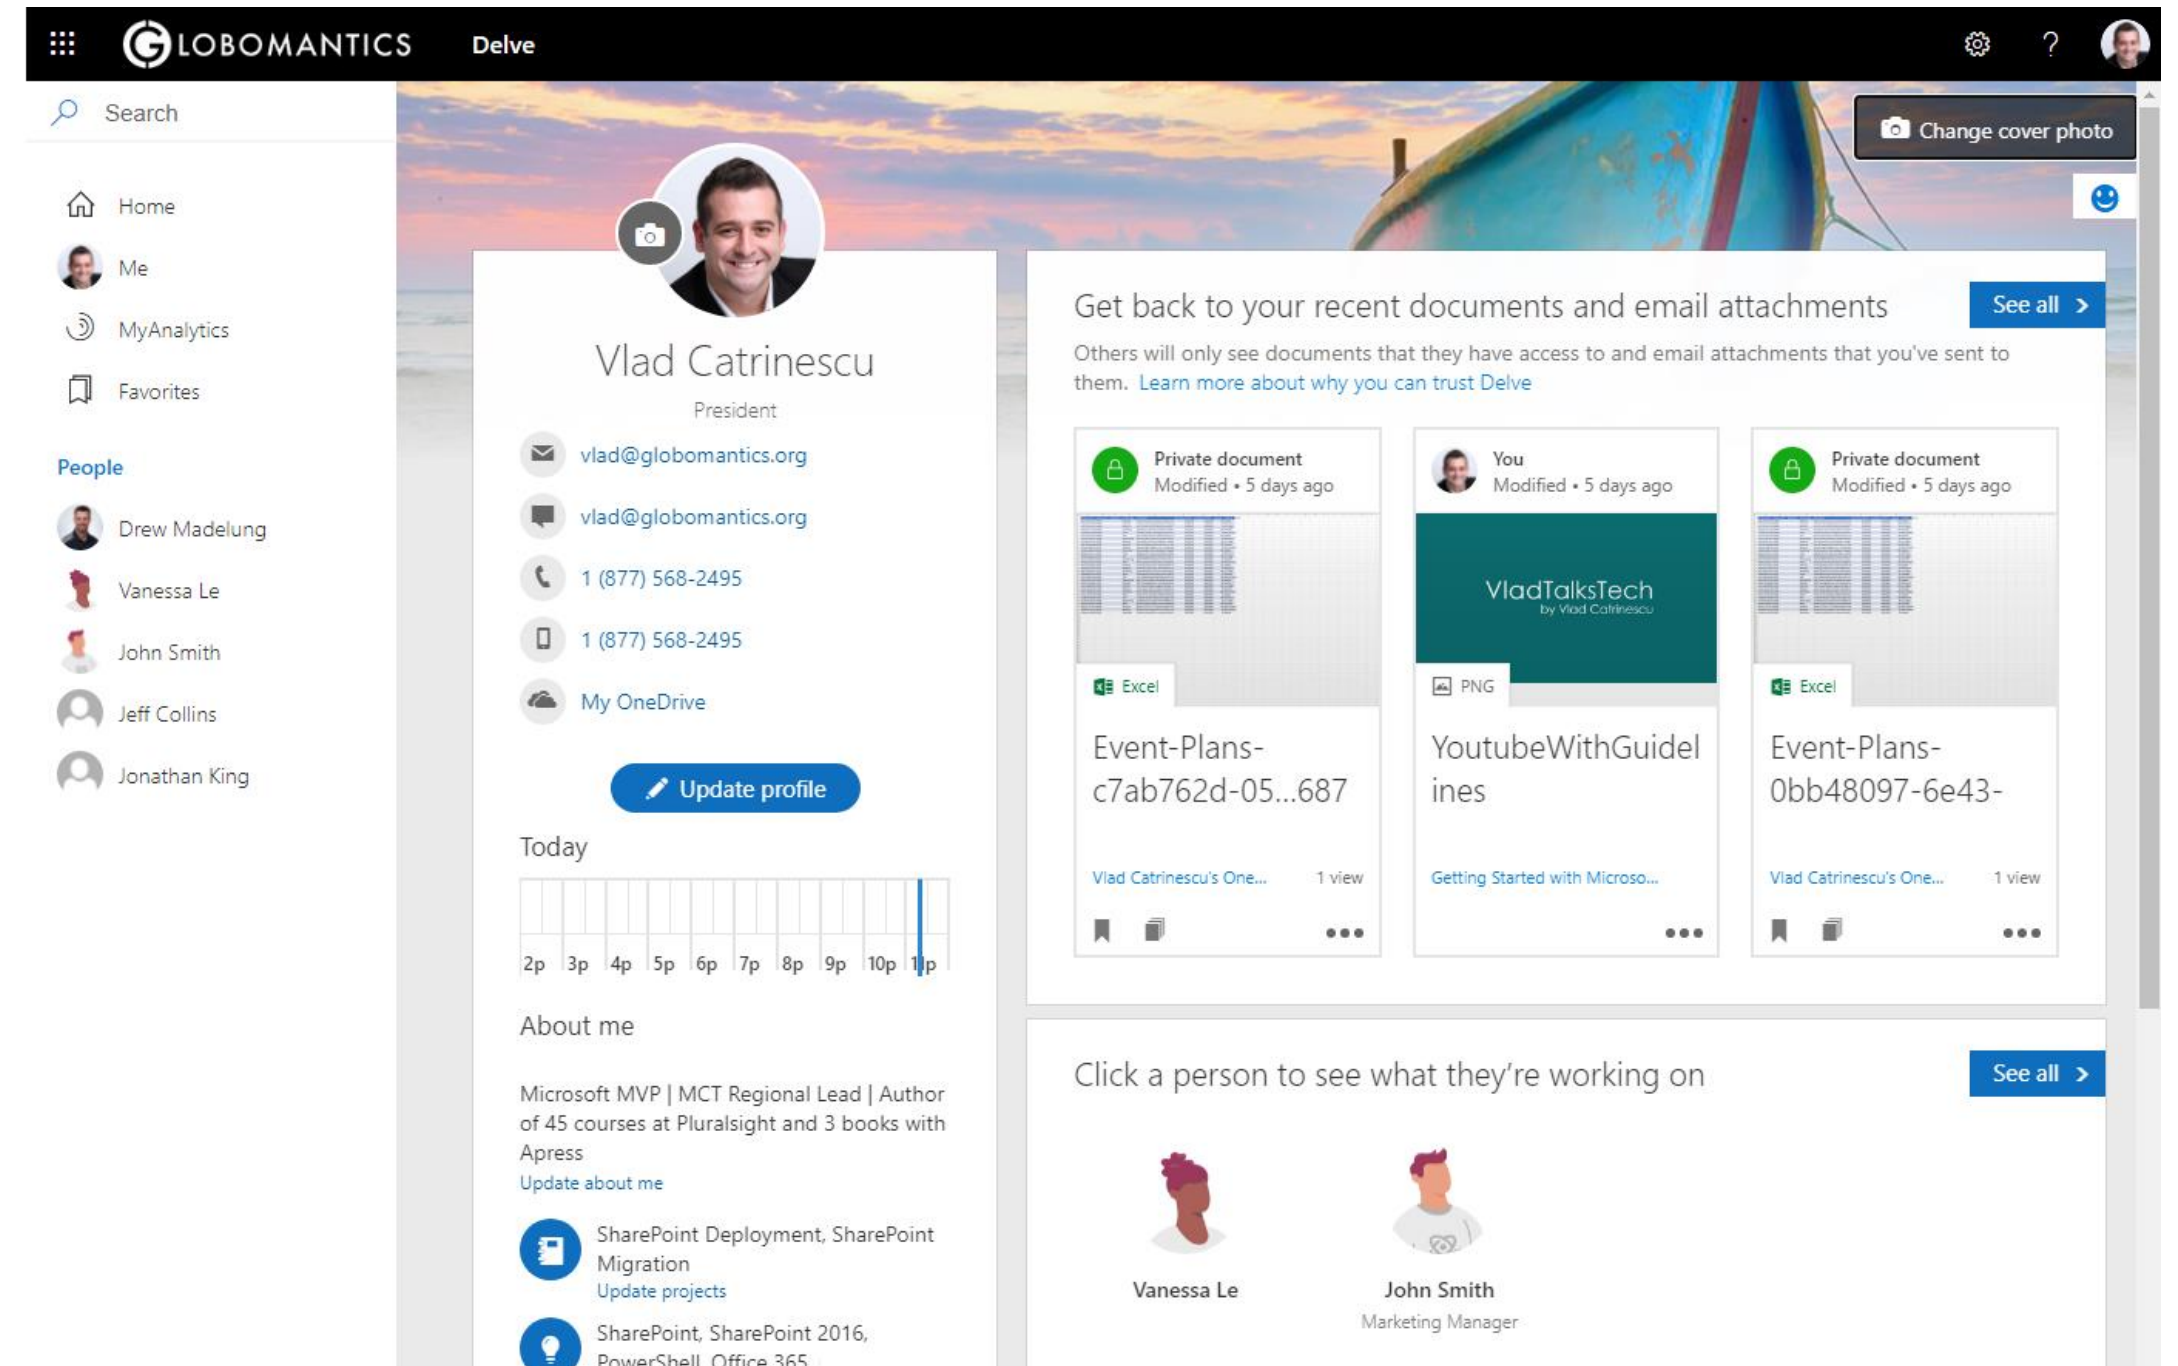 GLOBOMANTICS
Delve
?
Search
Home
Me
MyAnalytics
Favorites
People
Drew Madelung
Vanessa Le
John Smith
Jeff Collins
Jonathan King
Change cover photo
Vlad Catrinescu
President
vlad@globomantics.org
vlad@globomantics.org
1 (877) 568-2495
1 (877) 568-2495
My OneDrive
Update profile
Today
2p 3p 4p 5p 6p 7p 8p 9p 10p 11p
About me
Microsoft MVP | MCT Regional Lead | Author
of 45 courses at Pluralsight and 3 books with
Apress
Update about me
SharePoint Deployment, SharePoint
Migration
Update projects
SharePoint, SharePoint 2016,
PowerShell, Office 365,
Get back to your recent documents and email attachments
See all >
Others will only see documents that they have access to and email attachments that you've sent to
them. Learn more about why you can trust Delve
Private document
Modified • 5 days ago
Excel
Event-Plans-
c7ab762d-05...687
Vlad Catrinescu's One... 1 view
You
Modified • 5 days ago
VladTalksTech
by Vlad Catrinescu
PNG
YoutubeWithGuidel
ines
Getting Started with Microso...
Private document
Modified • 5 days ago
Excel
Event-Plans-
0bb48097-6e43-
Vlad Catrinescu's One... 1 view
Click a person to see what they're working on
See all >
Vanessa Le
John Smith
Marketing Manager